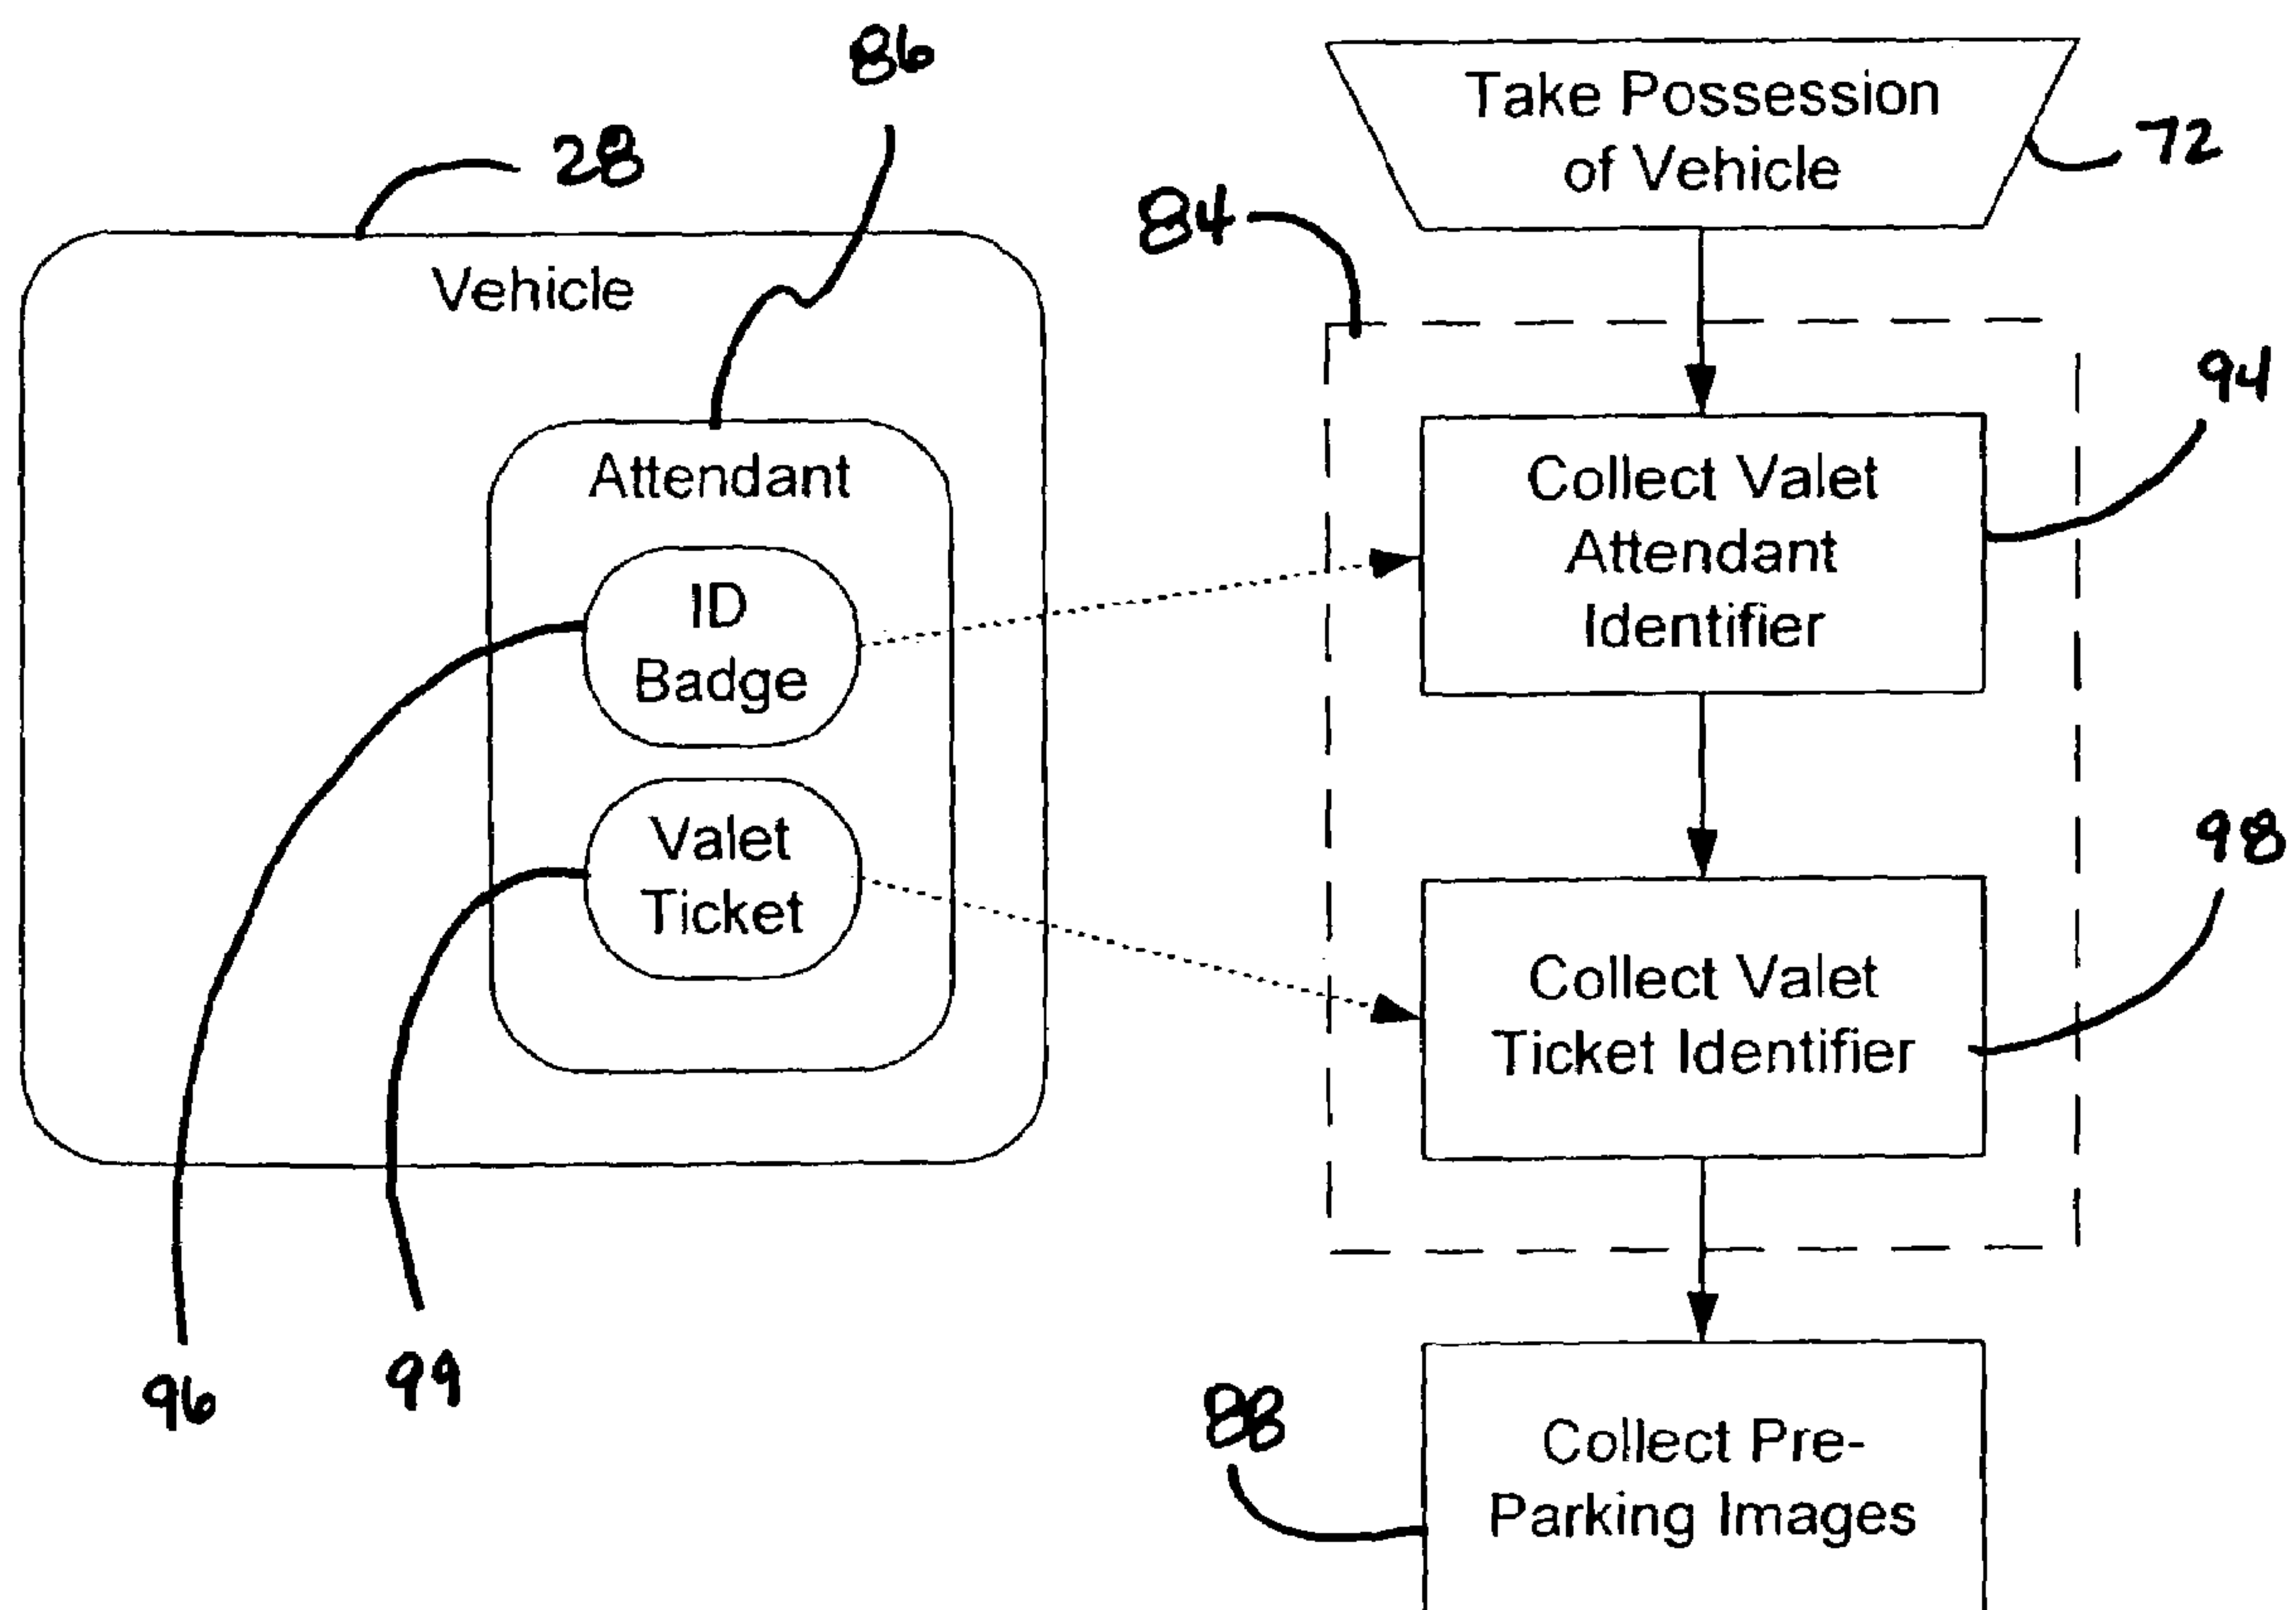 86
28
Take Possession
of Vehicle
72
84
Vehicle
94
Attendant
Collect Valet
Attendant
Identifier
ID
Badge
98
Valet
Ticket
Collect Valet
Ticket Identifier
96
99
88
Collect Pre-
Parking Images